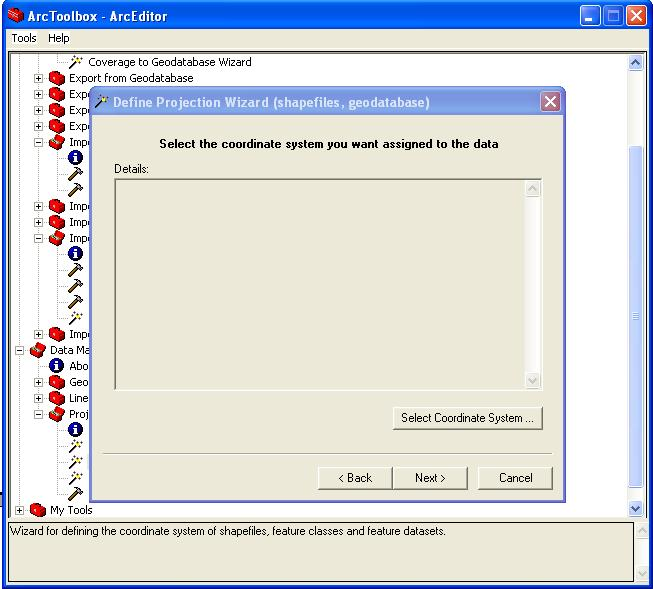 ArcToolbox - ArcEditor
Tools Help
Coverage to Geodatabase Wizard
Export from Geodatabase
Expo
Expo
Expo
Impo
Impo
Impo
Impo
Impo
Data Ma
Abo
Geo
Line
Proj
My Tools
Define Projection Wizard (shapefiles, geodatabase)
Select the coordinate system you want assigned to the data
Details:
Select Coordinate System ...
< Back Next > Cancel
Wizard for defining the coordinate system of shapefiles, feature classes and feature datasets.